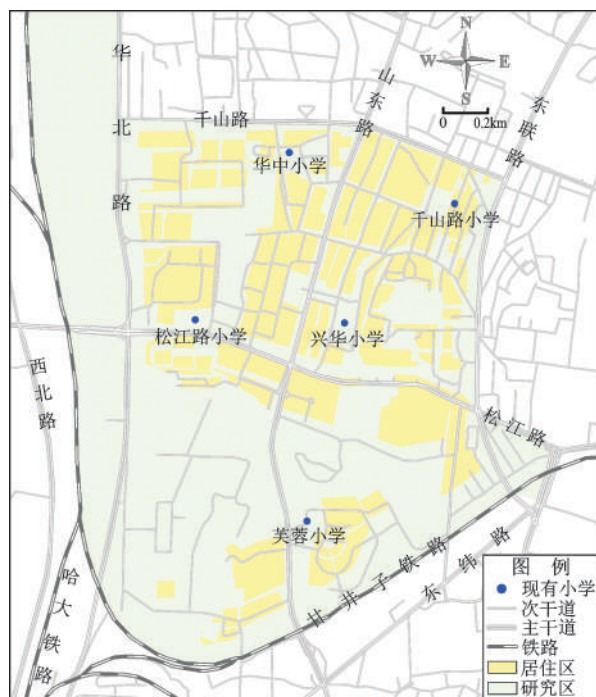 N
W E
S
0 0.2km
华北路
千山路
山东路
东联路
华中小学
千山路小学
松江路小学
兴华小学
西北路
松江路
芙蓉小学
甘井子铁路
东纬路
哈大铁路
图 例
现有小学
次干道
主干道
铁路
居住区
研究区